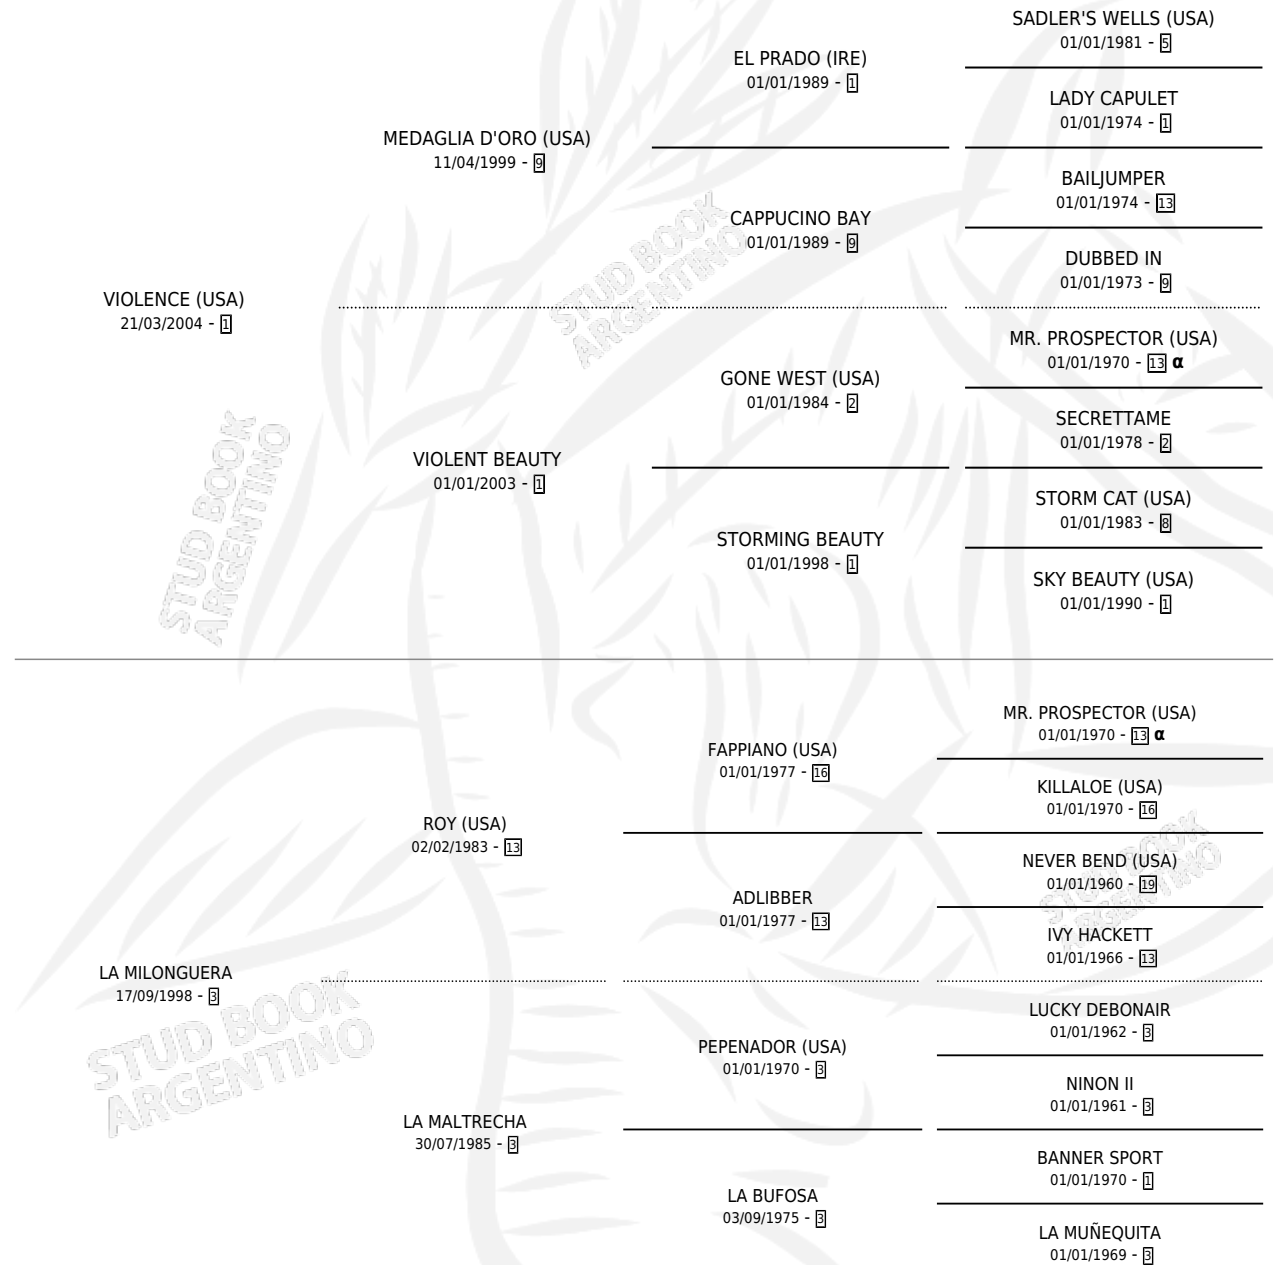 SADLER'S WELLS (USA)
01/01/1981 - 5
EL PRADO (IRE)
01/01/1989 - 1
LADY CAPULET
01/01/1974 - 1
MEDAGLIA D'ORO (USA)
11/04/1999 - 9
BAILJUMPER
01/01/1974 - 13
CAPPUCINO BAY
01/01/1989 - 9
DUBBED IN
01/01/1973 - 9
VIOLENCE (USA)
21/03/2004 - 1
MR. PROSPECTOR (USA)
01/01/1970 - 13 α
GONE WEST (USA)
01/01/1984 - 2
SECRETTAME
01/01/1978 - 2
VIOLENT BEAUTY
01/01/2003 - 1
STORM CAT (USA)
01/01/1983 - 8
STORMING BEAUTY
01/01/1998 - 1
SKY BEAUTY (USA)
01/01/1990 - 1
MR. PROSPECTOR (USA)
01/01/1970 - 13 α
FAPPIANO (USA)
01/01/1977 - 16
KILLALOE (USA)
01/01/1970 - 16
ROY (USA)
02/02/1983 - 13
NEVER BEND (USA)
01/01/1960 - 19
ADLIBBER
01/01/1977 - 13
IVY HACKETT
01/01/1966 - 13
LA MILONGUERA
17/09/1998 - 3
LUCKY DEBONAIR
01/01/1962 - 3
PEPENADOR (USA)
01/01/1970 - 3
NINON II
01/01/1961 - 3
LA MALTRECHA
30/07/1985 - 3
BANNER SPORT
01/01/1970 - 1
LA BUFOSA
03/09/1975 - 3
LA MUÑEQUITA
01/01/1969 - 3
STUD BOOK
ARGENTINO
STUD BOOK
ARGENTINO
STUD BOOK
ARGENTINO
STUD BOOK
ARGENTINO